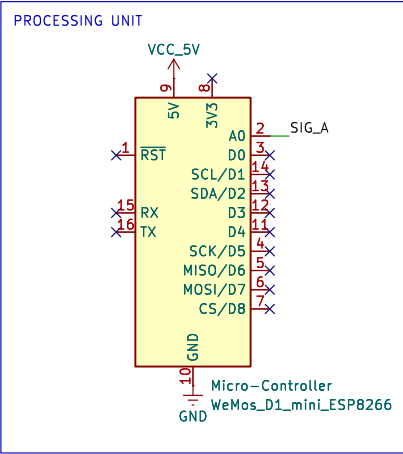 PROCESSING UNIT
VCC_5V
9 8
5V 3V3
A0 2 SIG_A
1 RST D0 3
SCL/D1 14
SDA/D2 13
15 RX D3 12
16 TX D4 11
SCK/D5 4
MISO/D6 5
MOSI/D7 6
CS/D8 7
GND
10
Micro-Controller
WeMos_D1_mini_ESP8266
GND